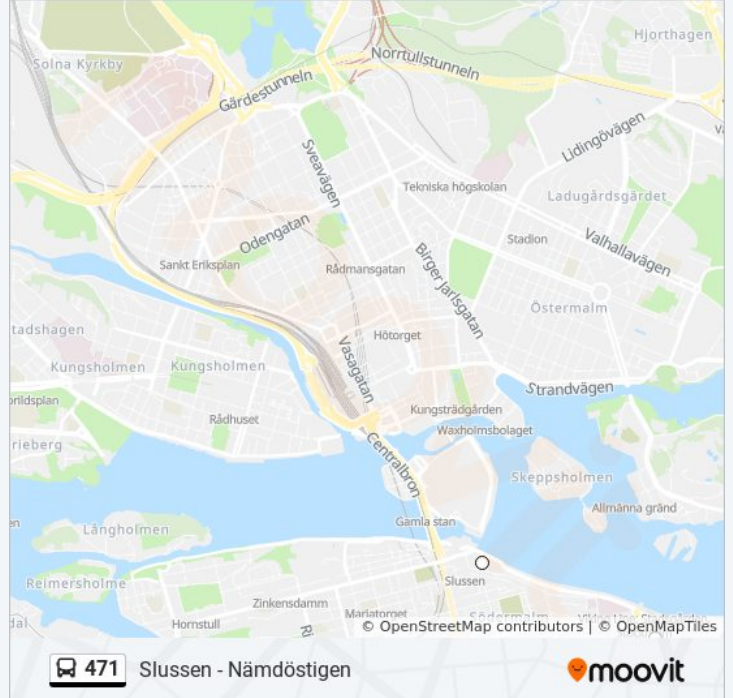 Hjorthagen
Norrtullstunneln
Solna Kyrkby
Gärdestunneln
Lidingövägen
Sveavägen
Tekniska högskolan
Ladugårdsgärdet
Odengatan
Stadion
Valhallavägen
Birger Jarlsgatan
Sankt Eriksplan
Rådmansgatan
Östermalm
tadshagen
Hötorget
Vasagatan
Kungsholmen
Kungsholmen
Strandvägen
Kungsträdgården
Rådhuset
Waxholmsbolaget
Centralbron
Skeppsholmen
Allmänna gränd
Gamla stan
Långholmen
Slussen
Reimersholme
Zinkensdamm
Mariatorget
Hornstull
Södermalm
© OpenStreetMap contributors | © OpenMapTiles
471 Slussen - Nämdöstigen
moovit